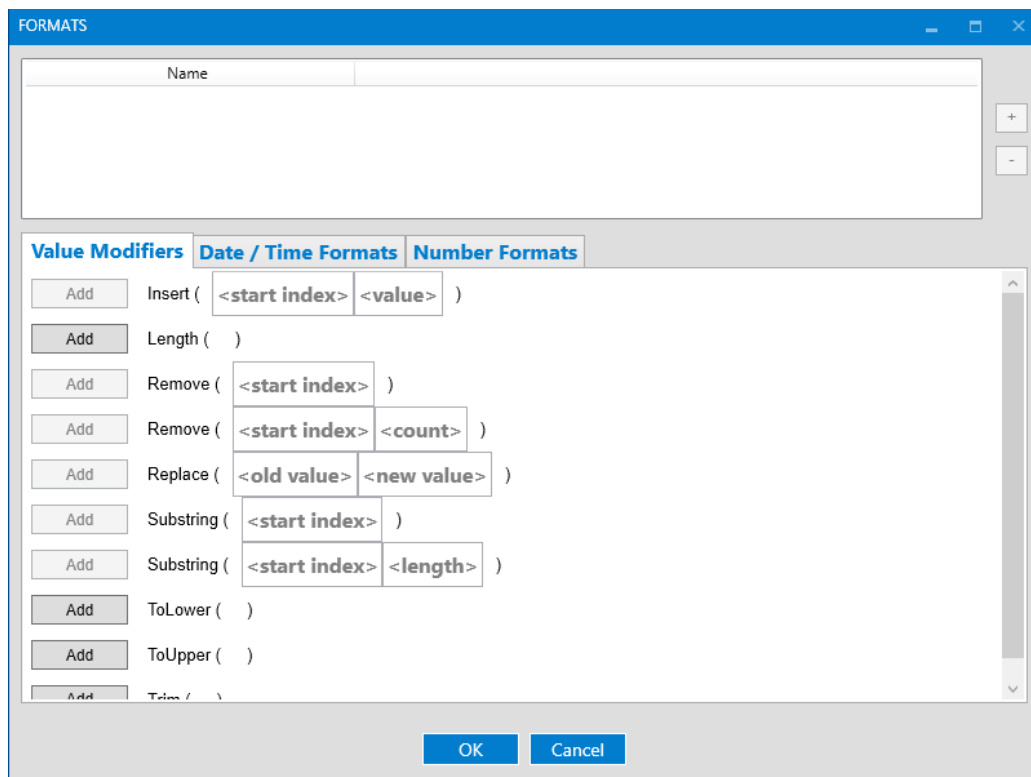 FORMATS
Name
+
-
Value Modifiers Date / Time Formats Number Formats
Add Insert ( <start index> <value> )
Add Length ( )
Add Remove ( <start index> )
Add Remove ( <start index> <count> )
Add Replace ( <old value> <new value> )
Add Substring ( <start index> )
Add Substring ( <start index> <length> )
Add ToLower ( )
Add ToUpper ( )
Add Trim ( )
OK Cancel